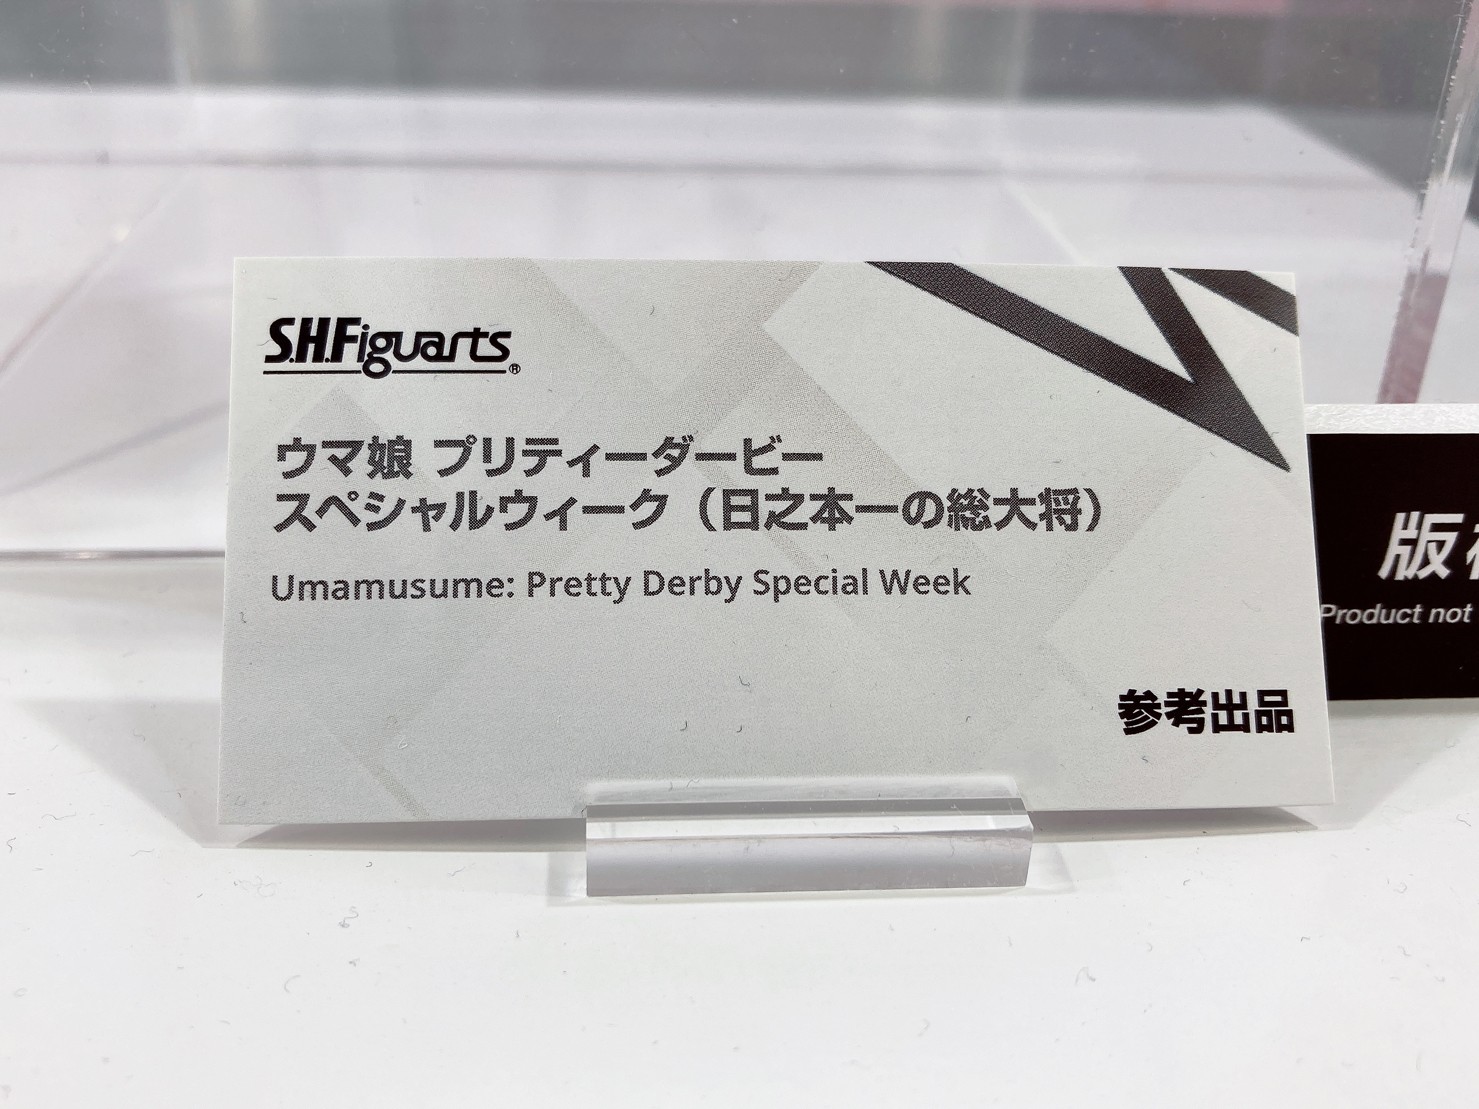 S.H.Figuarts®
ウマ娘 プリティーダービー
スペシャルウィーク（日之本一の総大将）
Umamusume: Pretty Derby Special Week
参考出品
版
Product not